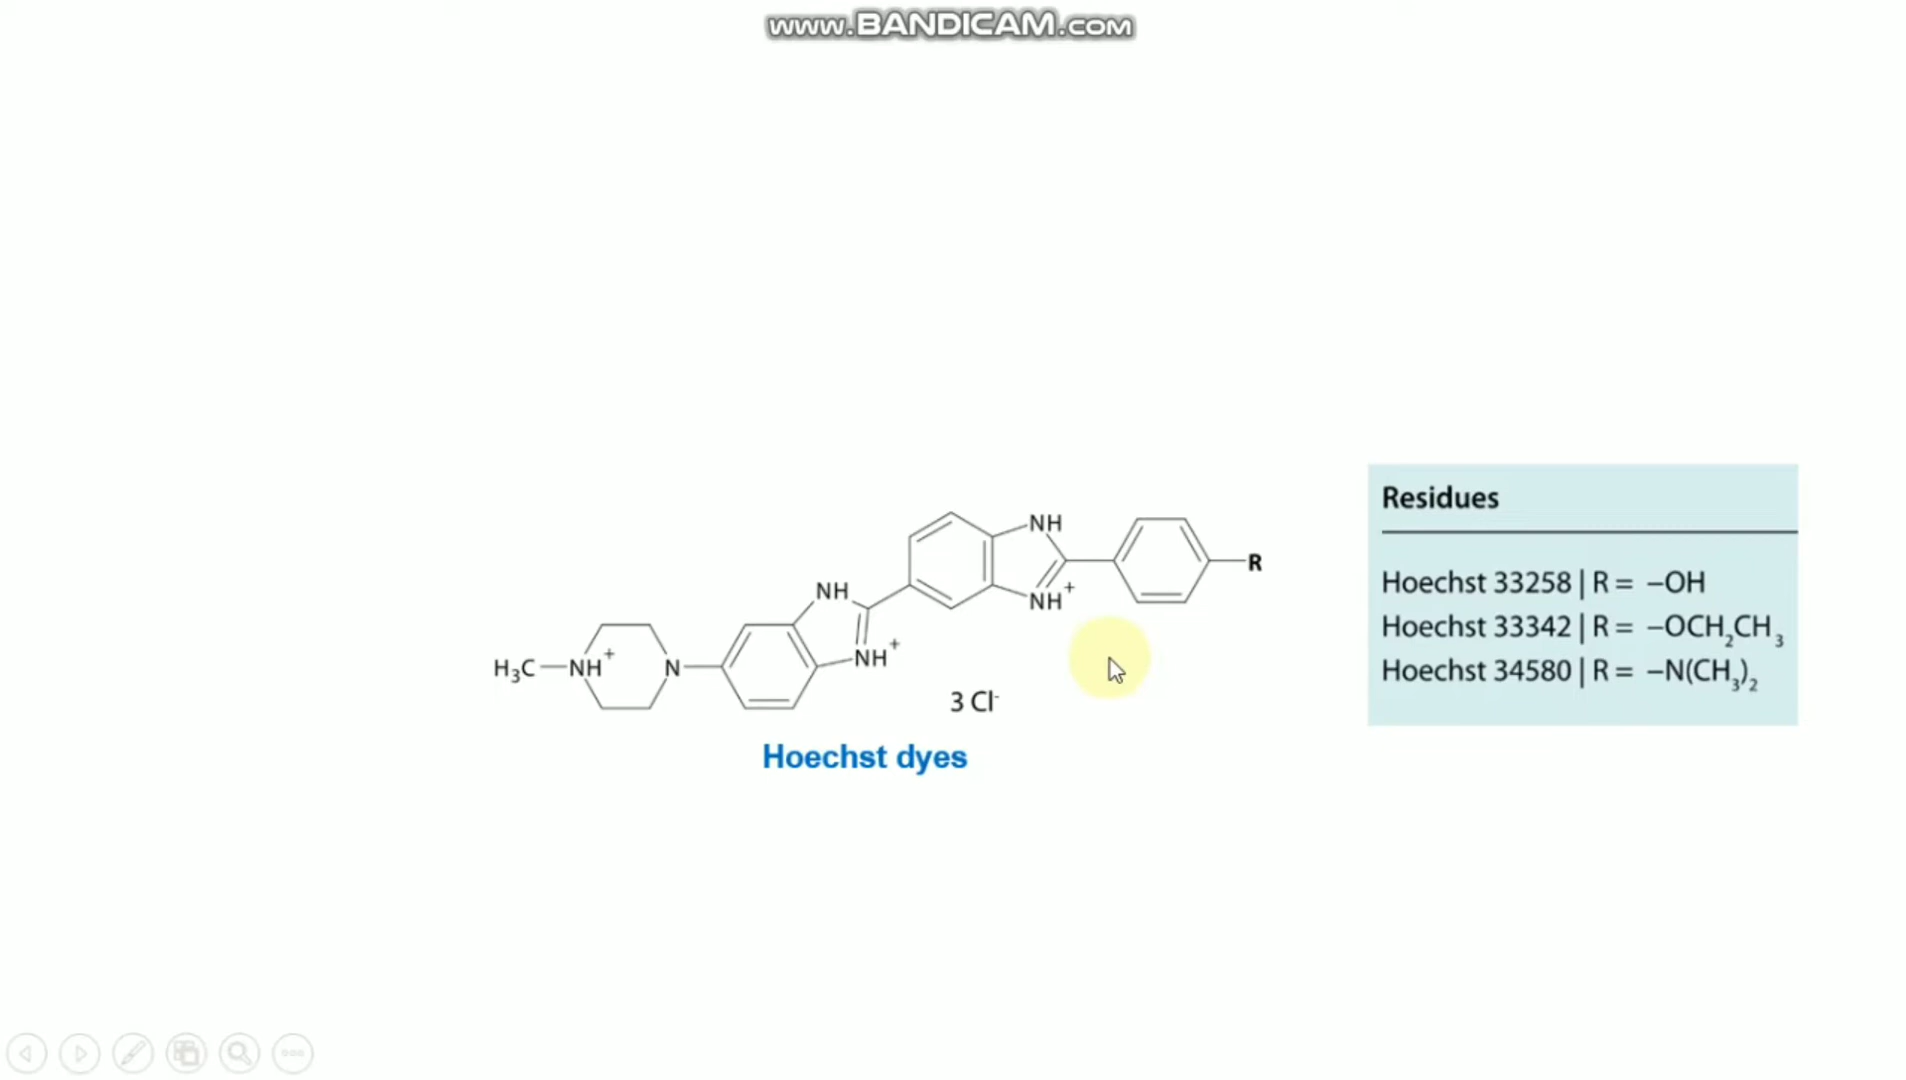 www.BANDICAM.com
NH
R
NH+
NH
NH+
H₃C
NH+
N
3 Cl⁻
Hoechst dyes
Residues
Hoechst 33258 | R = –OH
Hoechst 33342 | R = –OCH₂CH₃
Hoechst 34580 | R = –N(CH₃)₂